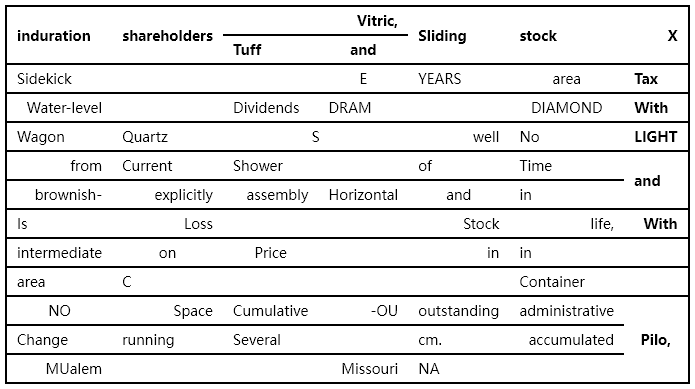 induration shareholders Vitric, Sliding stock X
Tuff and
Sidekick E YEARS area Tax
Water-level Dividends DRAM DIAMOND With
Wagon Quartz S well No LIGHT
from Current Shower of Time and
brownish- explicitly assembly Horizontal and in
Is Loss Stock life, With
intermediate on Price in in
area C Container
NO Space Cumulative -OU outstanding administrative
Change running Several cm. accumulated Pilo,
MUalem Missouri NA